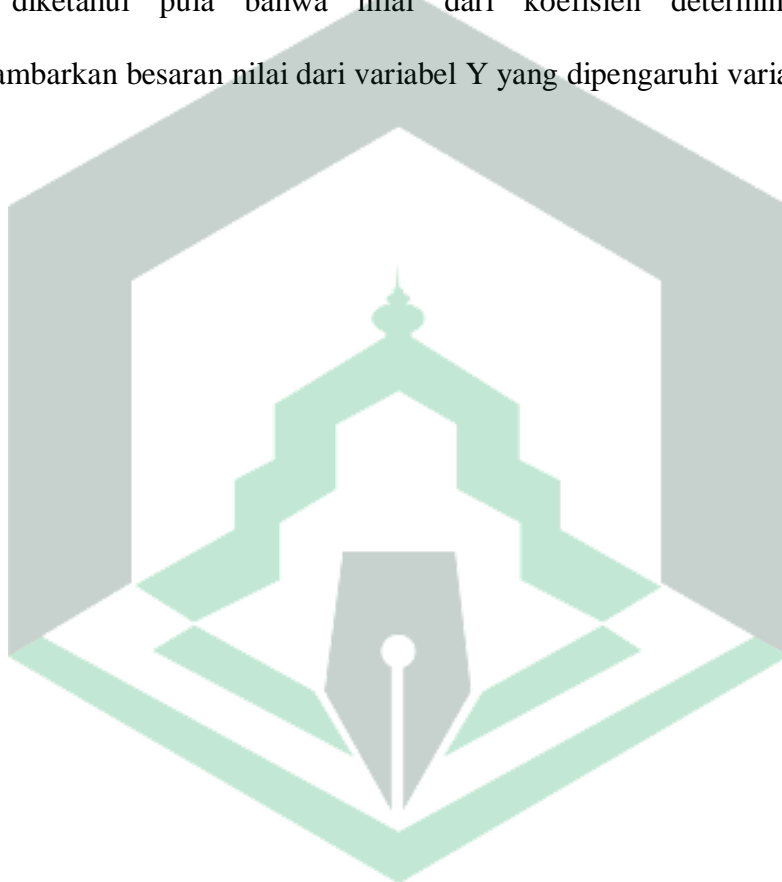 diketahui pula bahwa nilai dari koefisien determin
ambarkan besaran nilai dari variabel Y yang dipengaruhi varia